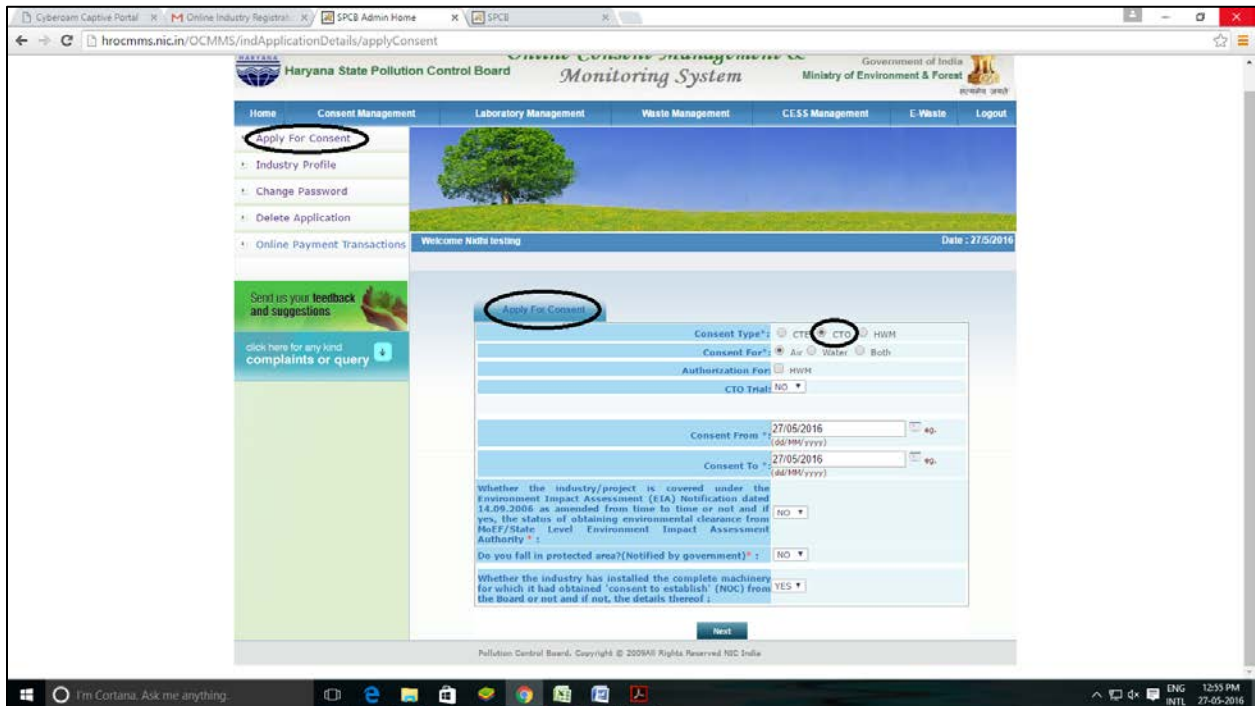 Cyberoam Captive Portal
Online Industry Registrati
SPCB Admin Home
SPCB
hrocmms.nic.in/OCMMS/indApplicationDetails/applyConsent
HARYANA
Haryana State Pollution Control Board
Online Consent Management &
Monitoring System
Government of India
Ministry of Environment & Forest
सत्यमेव जयते
Home Consent Management Laboratory Management Waste Management CESS Management E-Waste Logout
Apply For Consent
Industry Profile
Change Password
Delete Application
Online Payment Transactions
Welcome Nidhi testing Date : 27/5/2016
Send us your feedback
and suggestions
click here for any kind
complaints or query
Apply For Consent
Consent Type*: CTE CTO HWM
Consent For*: Air Water Both
Authorization For: HWM
CTO Trial: NO
Consent From *: 27/05/2016 eg.
(dd/MM/yyyy)
Consent To *: 27/05/2016 eg.
(dd/MM/yyyy)
Whether the industry/project is covered under the
Environment Impact Assessment (EIA) Notification dated
14.09.2006 as amended from time to time or not and if
yes, the status of obtaining environmental clearance from
MoEF/State Level Environment Impact Assessment
Authority * : NO
Do you fall in protected area?(Notified by government)* : NO
Whether the industry has installed the complete machinery
for which it had obtained 'consent to establish' (NOC) from
the Board or not and if not, the details thereof : YES
Next
Pollution Control Board. Copyright @ 2009All Rights Reserved NIC India
I'm Cortana. Ask me anything.
ENG
INTL
12:55 PM
27-05-2016